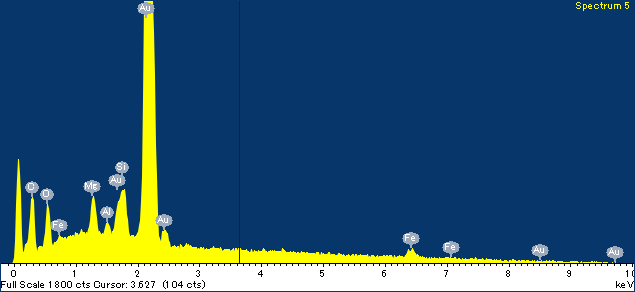 Spectrum 5
Au
Si
Au
Mg
C
O
Al
Au
Fe
Fe
Fe
Au
Au
0 1 2 3 4 5 6 7 8 9 10
Full Scale 1800 cts Cursor: 3.627 (104 cts) keV